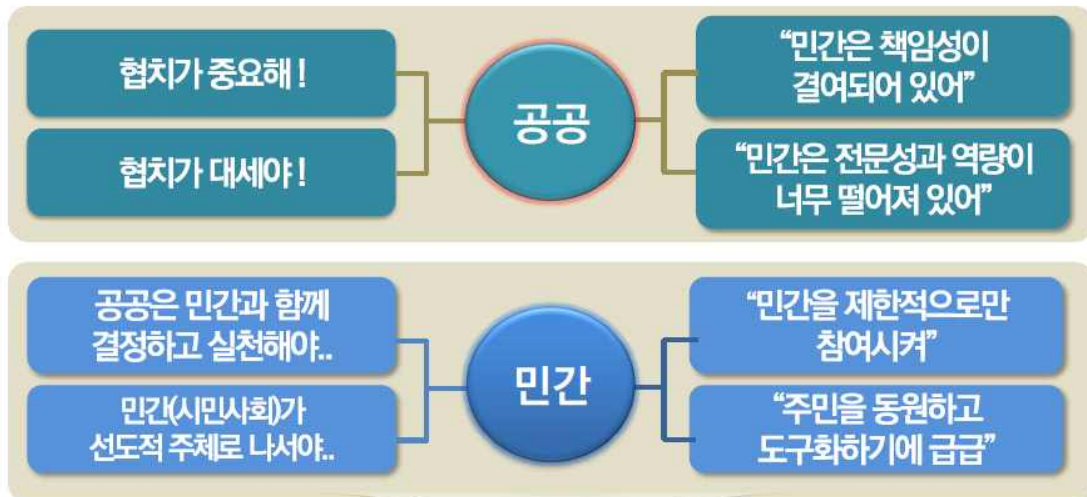 협치가 중요해 !
협치가 대세야 !
공공
“민간은 책임성이
결여되어 있어”
“민간은 전문성과 역량이
너무 떨어져 있어”
공공은 민간과 함께
결정하고 실천해야..
민간(시민사회)가
선도적 주체로 나서야..
민간
“민간을 제한적으로만
참여시켜”
“주민을 동원하고
도구화하기에 급급”